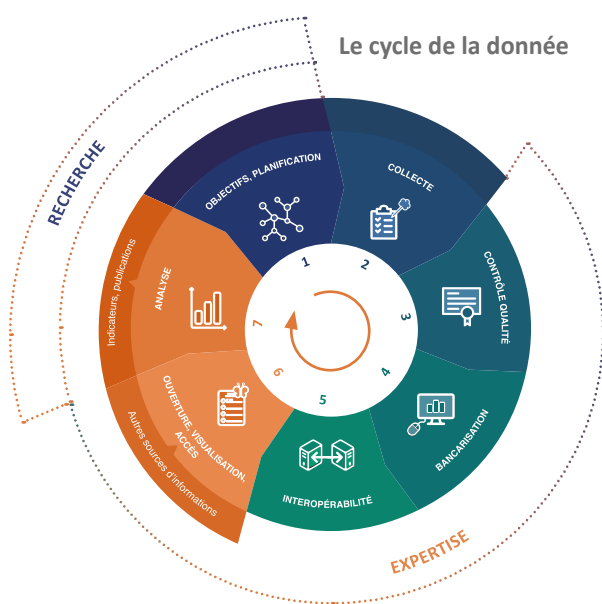 Le cycle de la donnée
RECHERCHE
OBJECTIFS, PLANIFICATION
COLLECTE
CONTRÔLE QUALITÉ
BANCARISATION
INTEROPÉRABILITÉ
OUVERTURE, VISUALISATION,
ACCÈS
Autres sources d'informations
ANALYSE
Indicateurs, publications
1
2
3
4
5
6
7
EXPERTISE